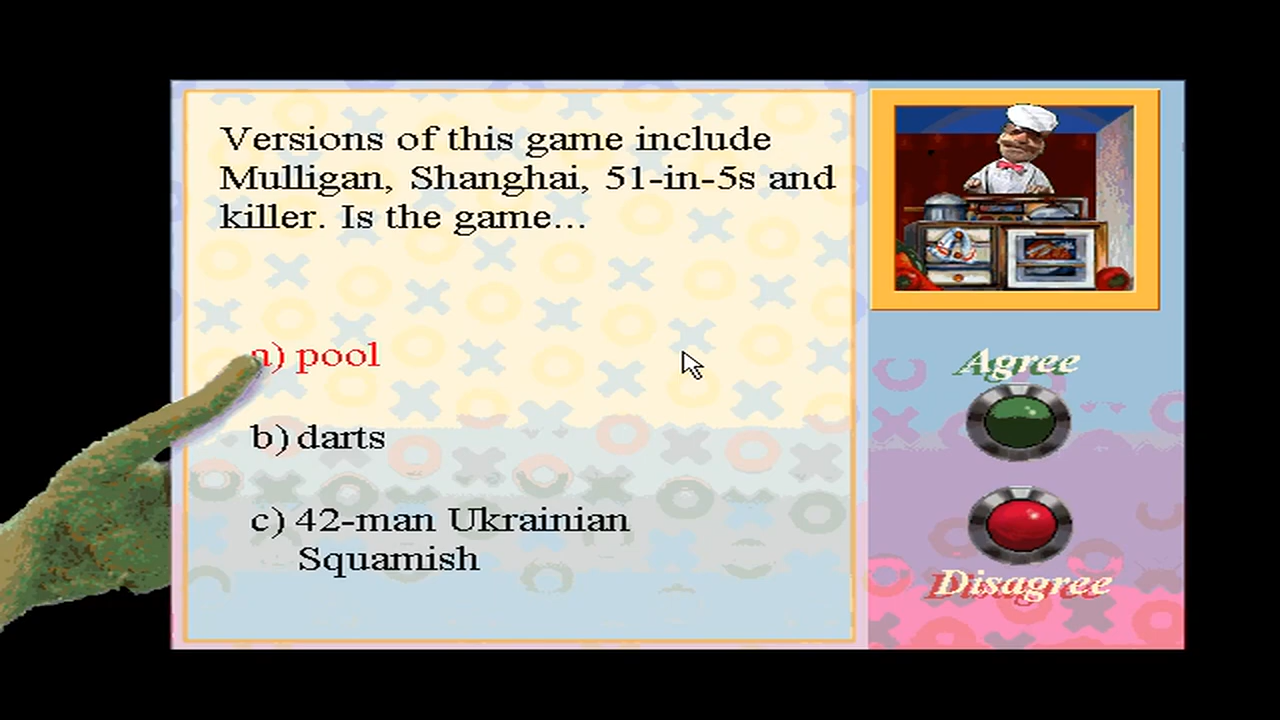 Versions of this game include
Mulligan, Shanghai, 51-in-5s and
killer. Is the game...
a) pool
b) darts
c) 42-man Ukrainian
Squamish
Agree
Disagree